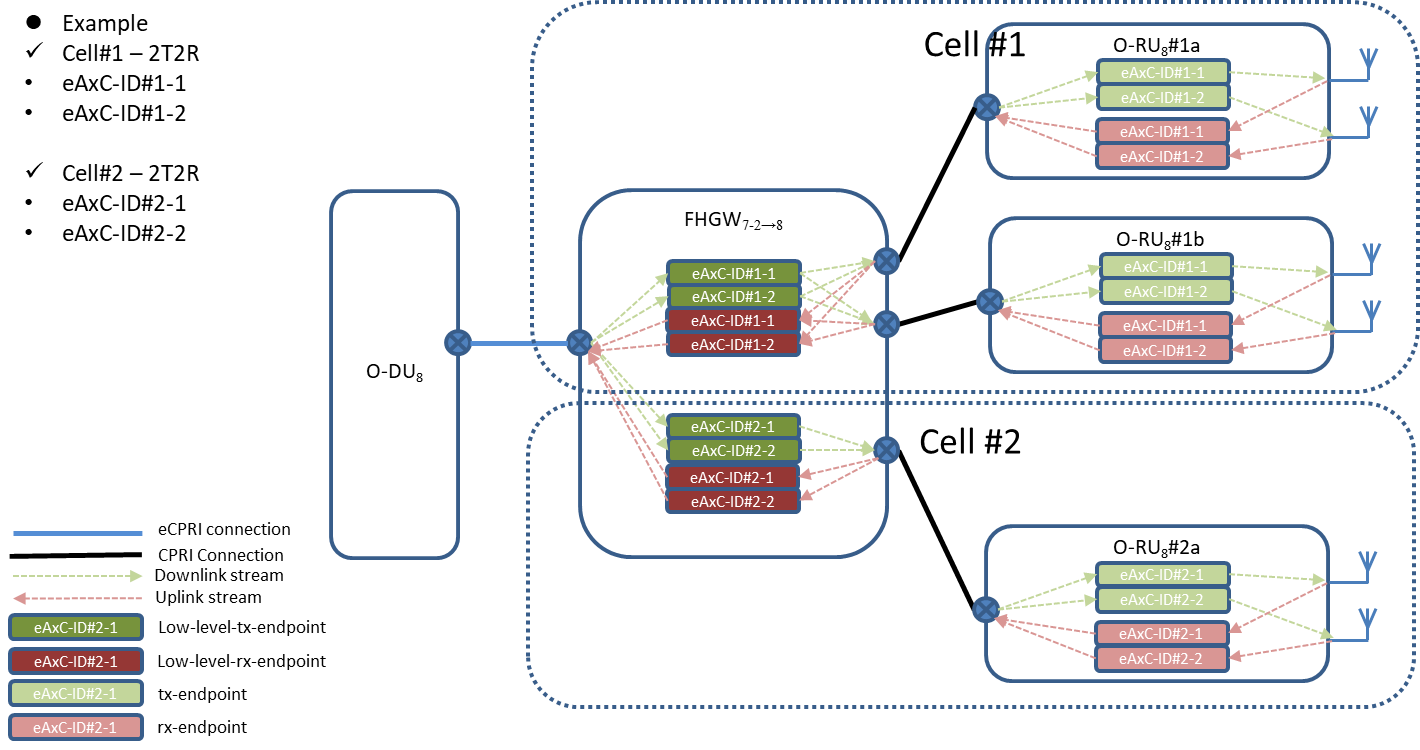 ● Example
✓ Cell#1 – 2T2R
• eAxC-ID#1-1
• eAxC-ID#1-2
✓ Cell#2 – 2T2R
• eAxC-ID#2-1
• eAxC-ID#2-2
O-DU8
FHGW7-2→8
eAxC-ID#1-1
eAxC-ID#1-2
eAxC-ID#1-1
eAxC-ID#1-2
eAxC-ID#2-1
eAxC-ID#2-2
eAxC-ID#2-1
eAxC-ID#2-2
Cell #1
O-RU8#1a
eAxC-ID#1-1
eAxC-ID#1-2
eAxC-ID#1-1
eAxC-ID#1-2
O-RU8#1b
eAxC-ID#1-1
eAxC-ID#1-2
eAxC-ID#1-1
eAxC-ID#1-2
Cell #2
O-RU8#2a
eAxC-ID#2-1
eAxC-ID#2-2
eAxC-ID#2-1
eAxC-ID#2-2
eCPRI connection
CPRI Connection
Downlink stream
Uplink stream
eAxC-ID#2-1 Low-level-tx-endpoint
eAxC-ID#2-1 Low-level-rx-endpoint
eAxC-ID#2-1 tx-endpoint
eAxC-ID#2-1 rx-endpoint